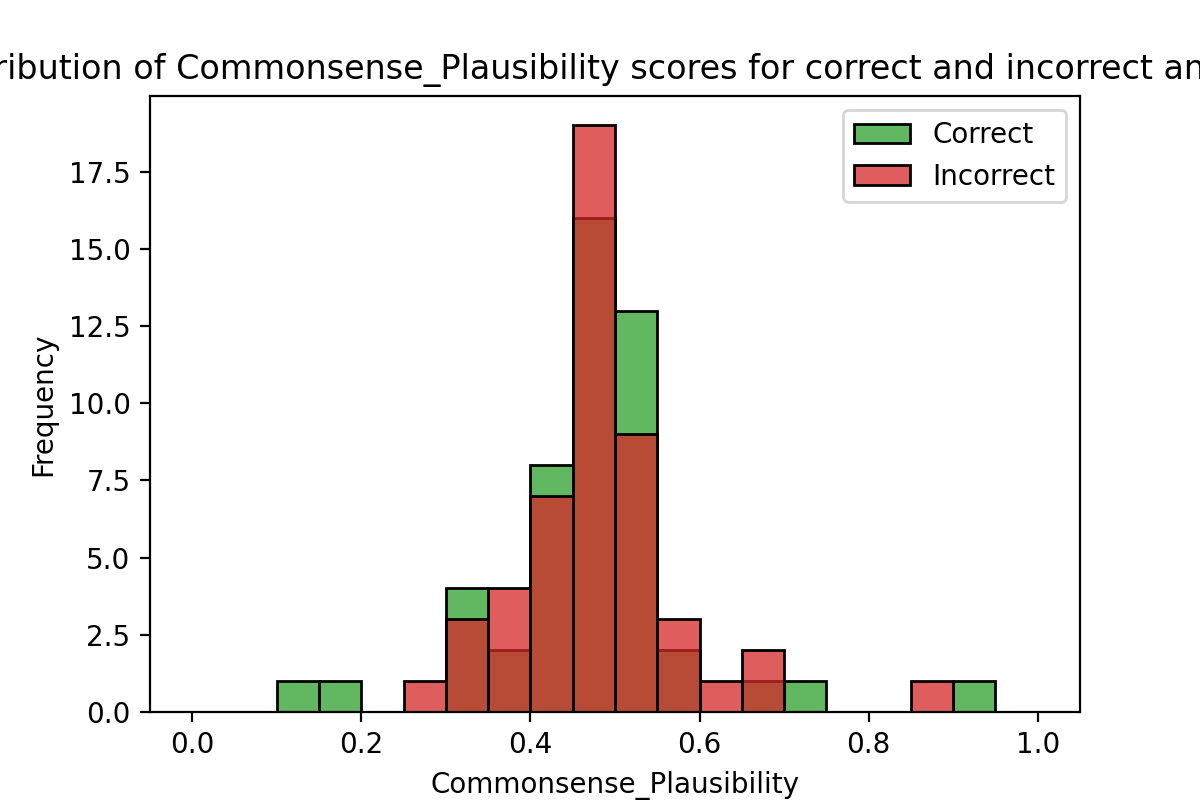 ribution of Commonsense_Plausibility scores for correct and incorrect an
Correct
Incorrect
17.5
15.0
12.5
10.0
7.5
5.0
2.5
0.0
Frequency
0.0 0.2 0.4 0.6 0.8 1.0
Commonsense_Plausibility